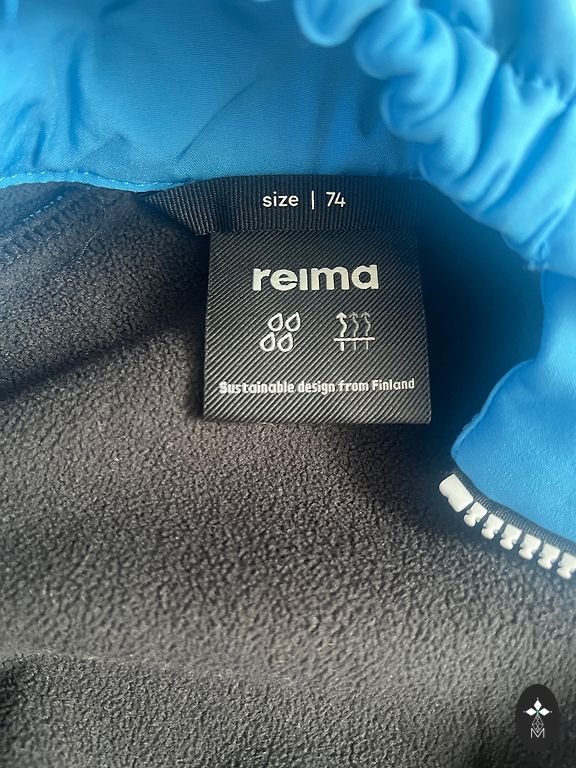 size | 74
reima
Sustainable design from Finland